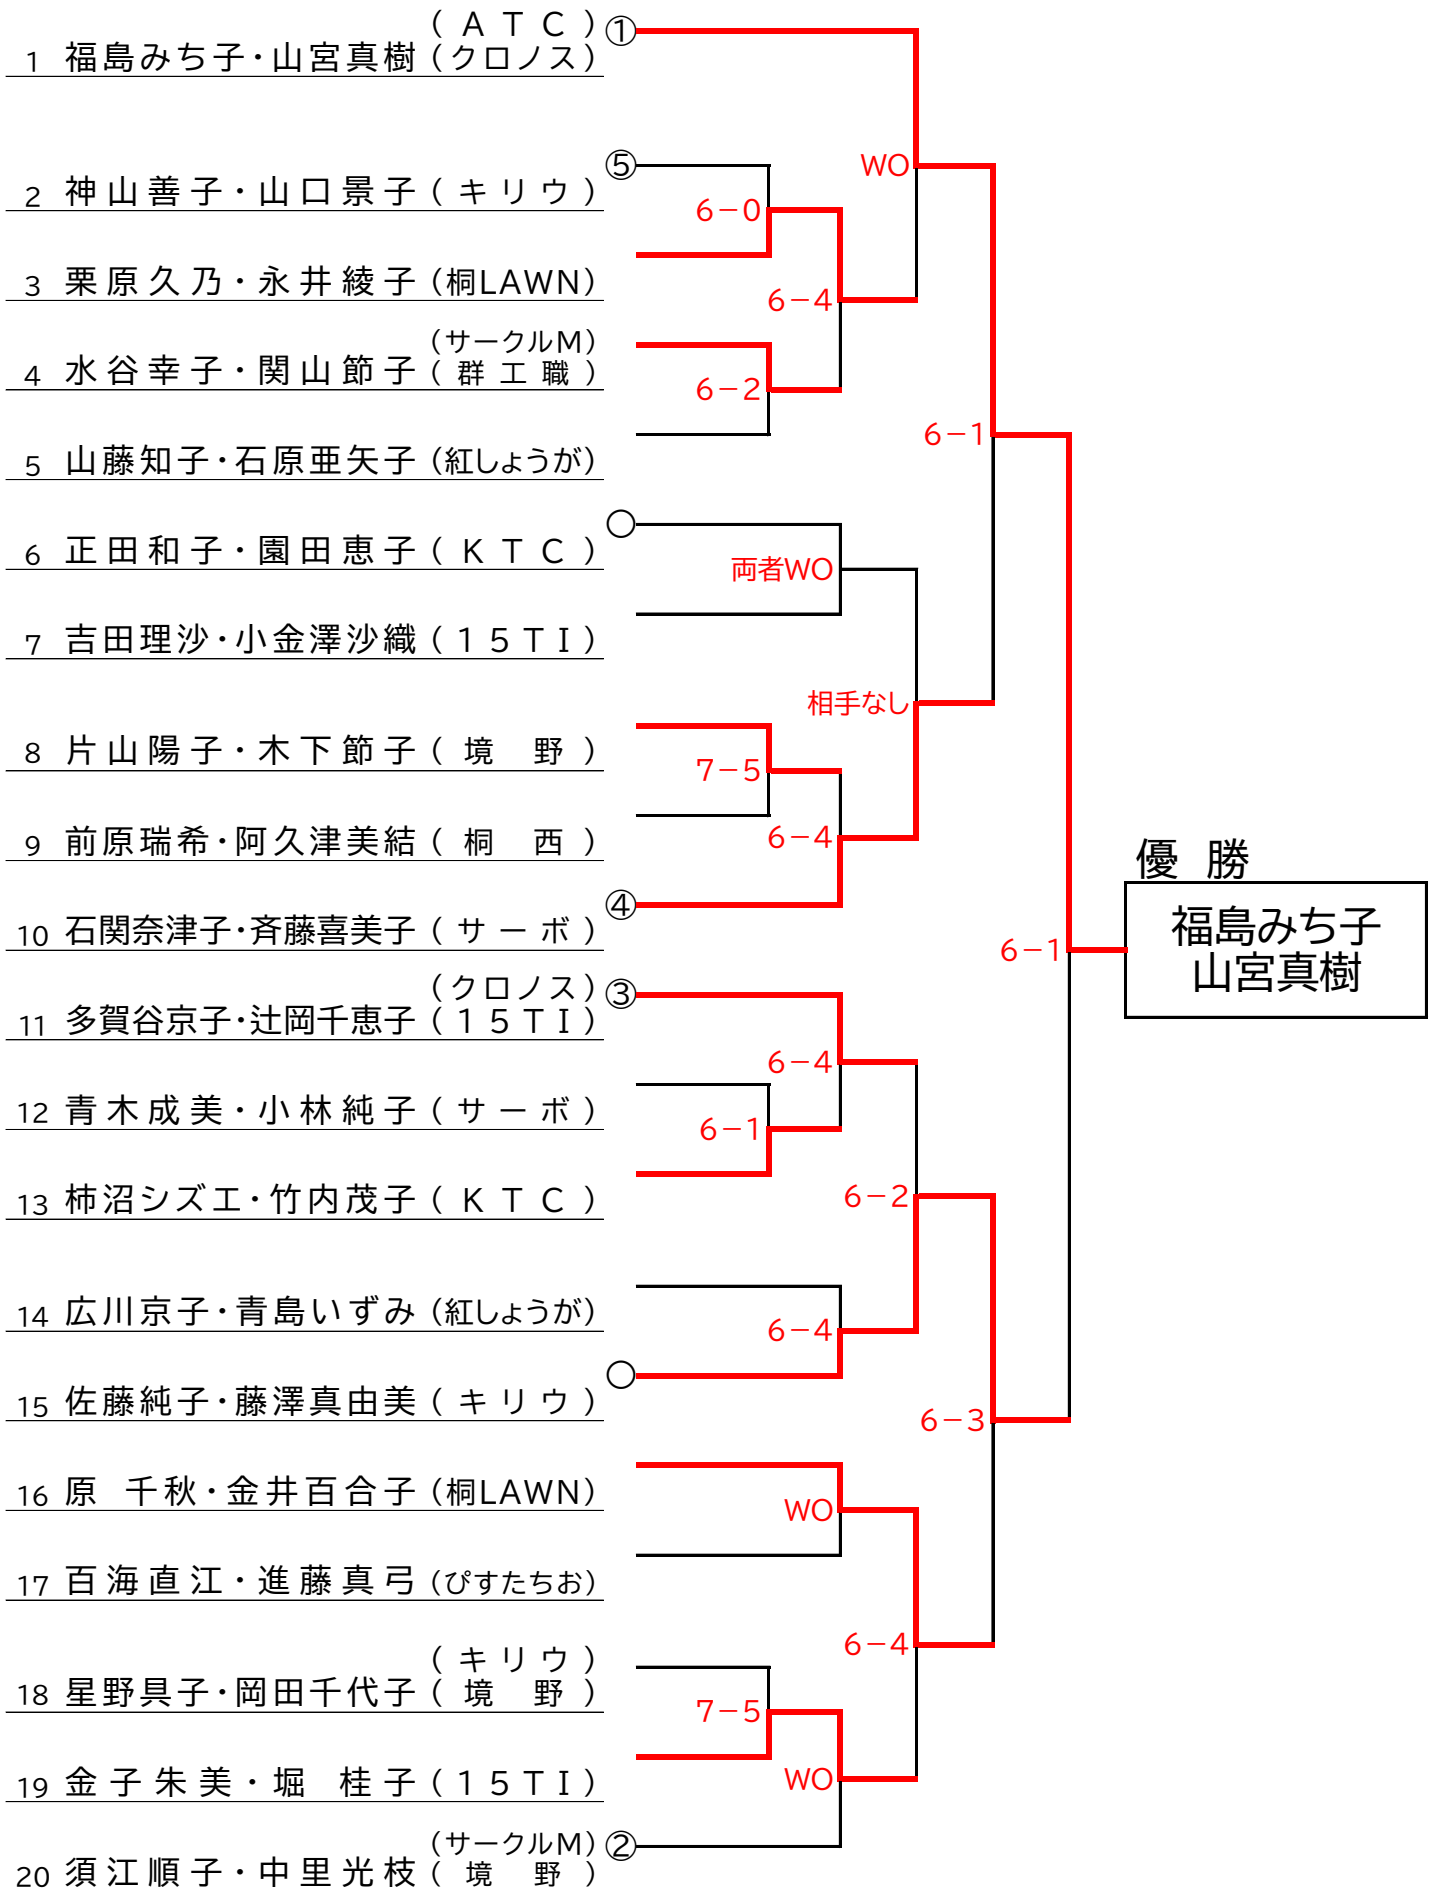 (ATC) ①
1 福島みち子・山宮真樹 (クロノス)
⑤
2 神山善子・山口景子 (キリウ)
WO
6-0
3 栗原久乃・永井綾子 (桐LAWN)
6-4
(サークルM)
4 水谷幸子・関山節子 (群工職)
6-2
6-1
5 山藤知子・石原亜矢子 (紅しょうが)
○
6 正田和子・園田恵子 (KTC)
両者WO
7 吉田理沙・小金澤沙織 (15TI)
相手なし
8 片山陽子・木下節子 (境 野)
7-5
9 前原瑞希・阿久津美結 (桐 西)
6-4
優 勝
④
10 石関奈津子・斉藤喜美子 (サーボ)
福島みち子
6-1
山宮真樹
(クロノス) ③
11 多賀谷京子・辻岡千恵子 (15TI)
6-4
12 青木成美・小林純子 (サーボ)
6-1
13 柿沼シズエ・竹内茂子 (KTC)
6-2
14 広川京子・青島いずみ (紅しょうが)
6-4
○
15 佐藤純子・藤澤真由美 (キリウ)
6-3
16 原 千秋・金井百合子 (桐LAWN)
WO
17 百海直江・進藤真弓 (ぴすたちお)
6-4
(キリウ)
18 星野具子・岡田千代子 (境 野)
7-5
19 金子朱美・堀 桂子 (15TI)
WO
(サークルM) ②
20 須江順子・中里光枝 (境 野)